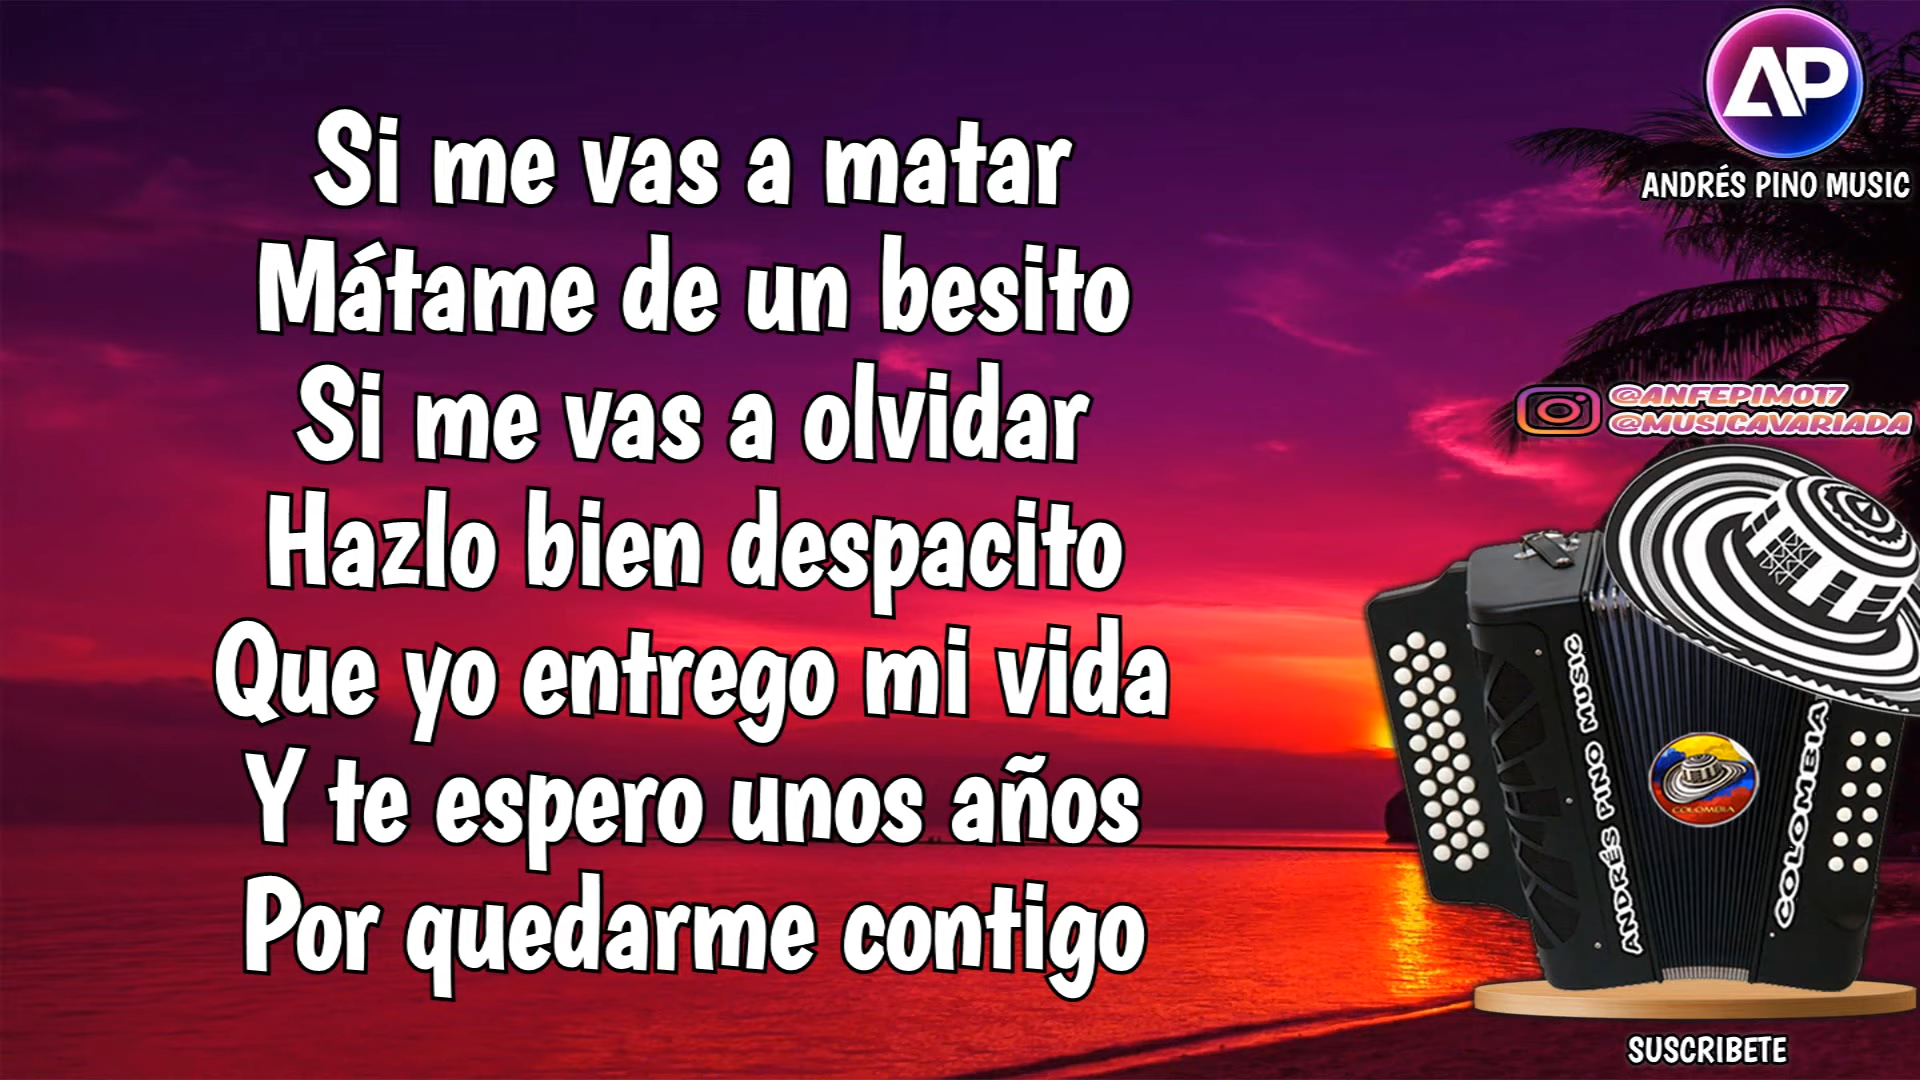 Si me vas a matar
Mátame de un besito
Si me vas a olvidar
Hazlo bien despacito
Que yo entrego mi vida
Y te espero unos años
Por quedarme contigo
AP
ANDRÉS PINO MUSIC
@ANFEPIMO17
@MUSICAVARIADA
ANDRÉS PINO MUSIC
COLOMBIA
COLOMBIA
SUSCRIBETE